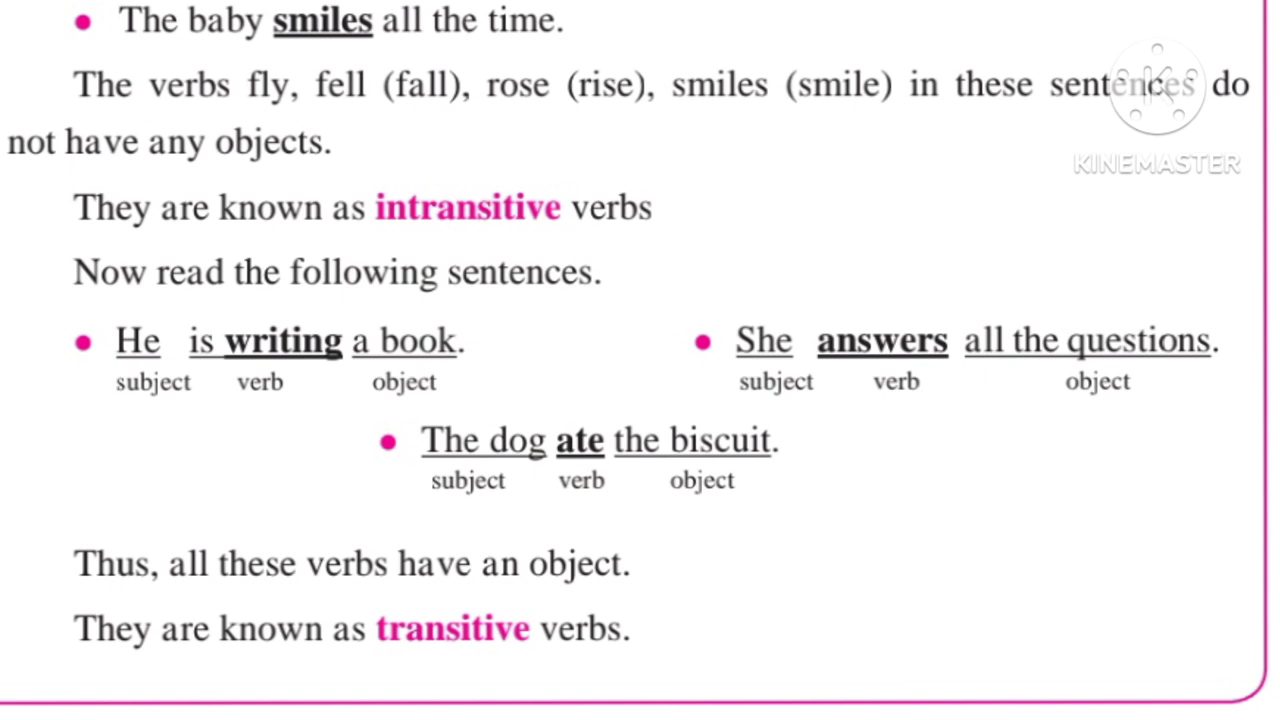 • The baby smiles all the time.
The verbs fly, fell (fall), rose (rise), smiles (smile) in these sentences do
not have any objects.
KINEMASTER
They are known as intransitive verbs
Now read the following sentences.
• He is writing a book. • She answers all the questions.
subject verb object subject verb object
• The dog ate the biscuit.
subject verb object
Thus, all these verbs have an object.
They are known as transitive verbs.